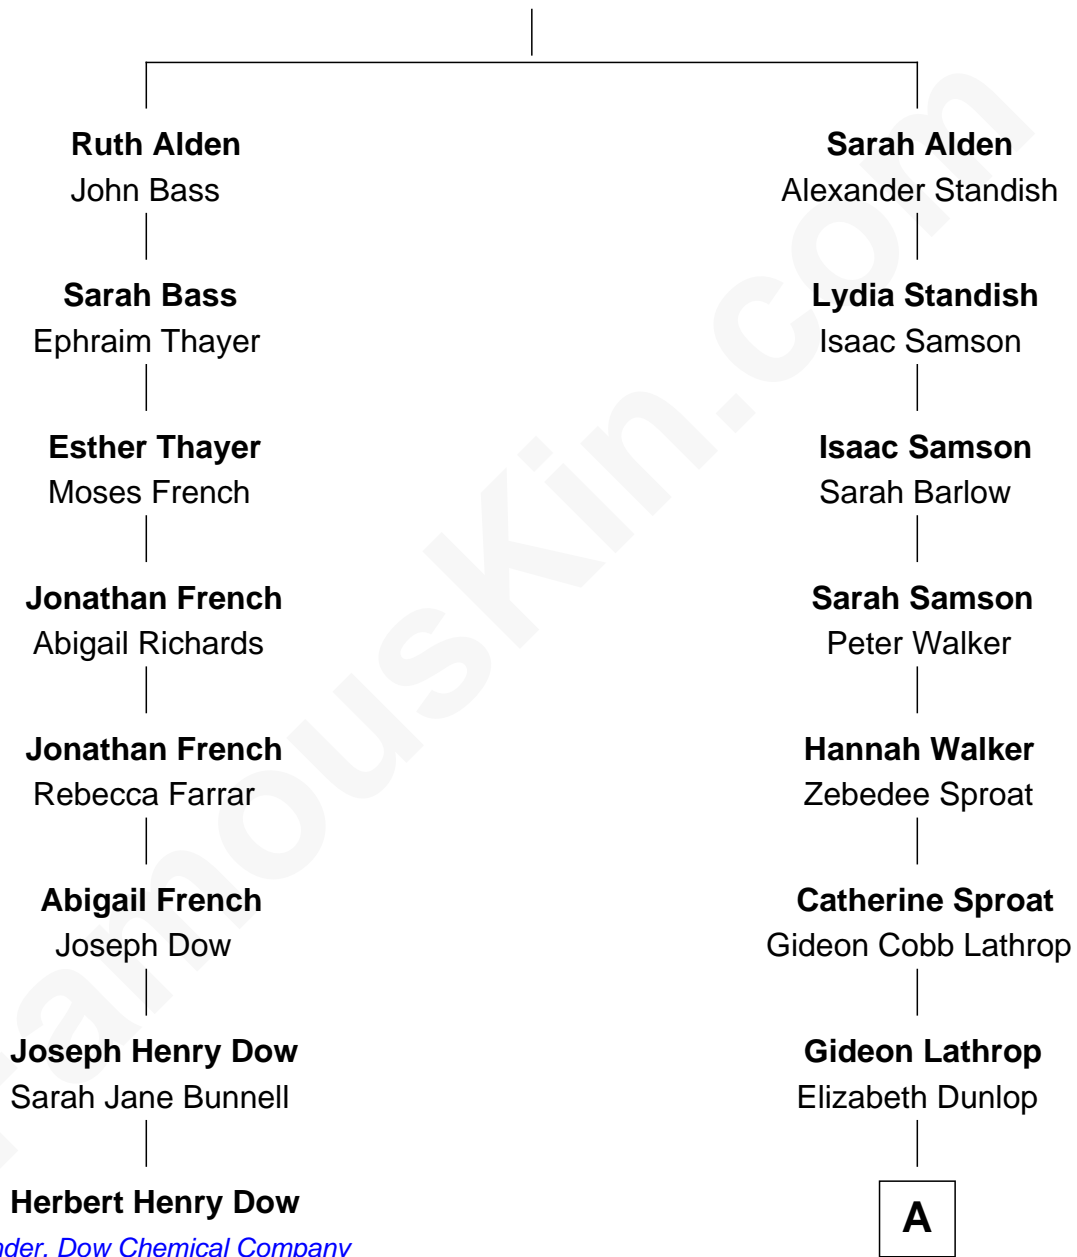 Ruth Alden
John Bass
Sarah Bass
Ephraim Thayer
Esther Thayer
Moses French
Jonathan French
Abigail Richards
Jonathan French
Rebecca Farrar
Abigail French
Joseph Dow
Joseph Henry Dow
Sarah Jane Bunnell
Herbert Henry Dow
nder, Dow Chemical Company
Sarah Alden
Alexander Standish
Lydia Standish
Isaac Samson
Isaac Samson
Sarah Barlow
Sarah Samson
Peter Walker
Hannah Walker
Zebedee Sproat
Catherine Sproat
Gideon Cobb Lathrop
Gideon Lathrop
Elizabeth Dunlop
A
FamousKin.com